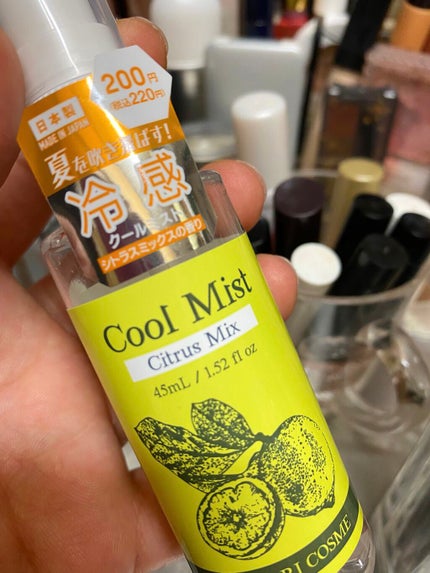 200円
(税込220円)
日本製
MADE IN JAPAN
夏を吹き飛ばす!
冷感
クールミスト
シトラスミックスの香り
Cool Mist
Citrus Mix
45mL / 1.52 fl oz
COSME